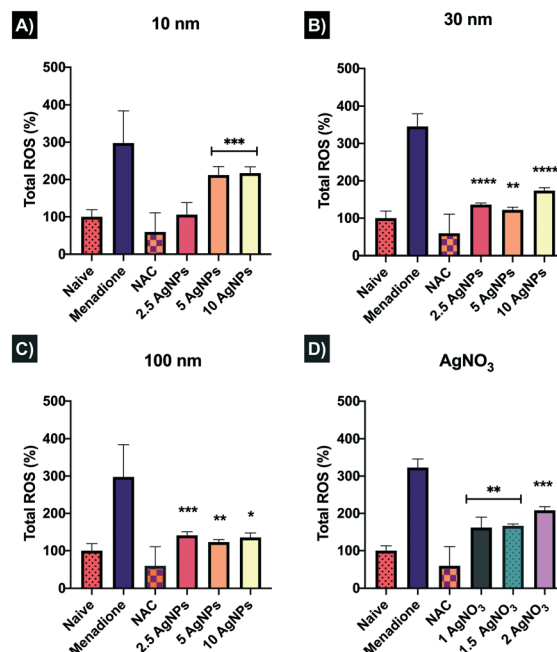 A)
10 nm
Total ROS (%)
500
400
300
200
100
0
***
Naive
Menadione
NAC
2.5 AgNPs
5 AgNPs
10 AgNPs
B)
30 nm
Total ROS (%)
500
400
300
200
100
0
****
**
****
Naive
Menadione
NAC
2.5 AgNPs
5 AgNPs
10 AgNPs
C)
100 nm
Total ROS (%)
500
400
300
200
100
0
***
**
*
Naive
Menadione
NAC
2.5 AgNPs
5 AgNPs
10 AgNPs
D)
AgNO₃
Total ROS (%)
500
400
300
200
100
0
**
***
Naive
Menadione
NAC
1 AgNO₃
1.5 AgNO₃
2 AgNO₃